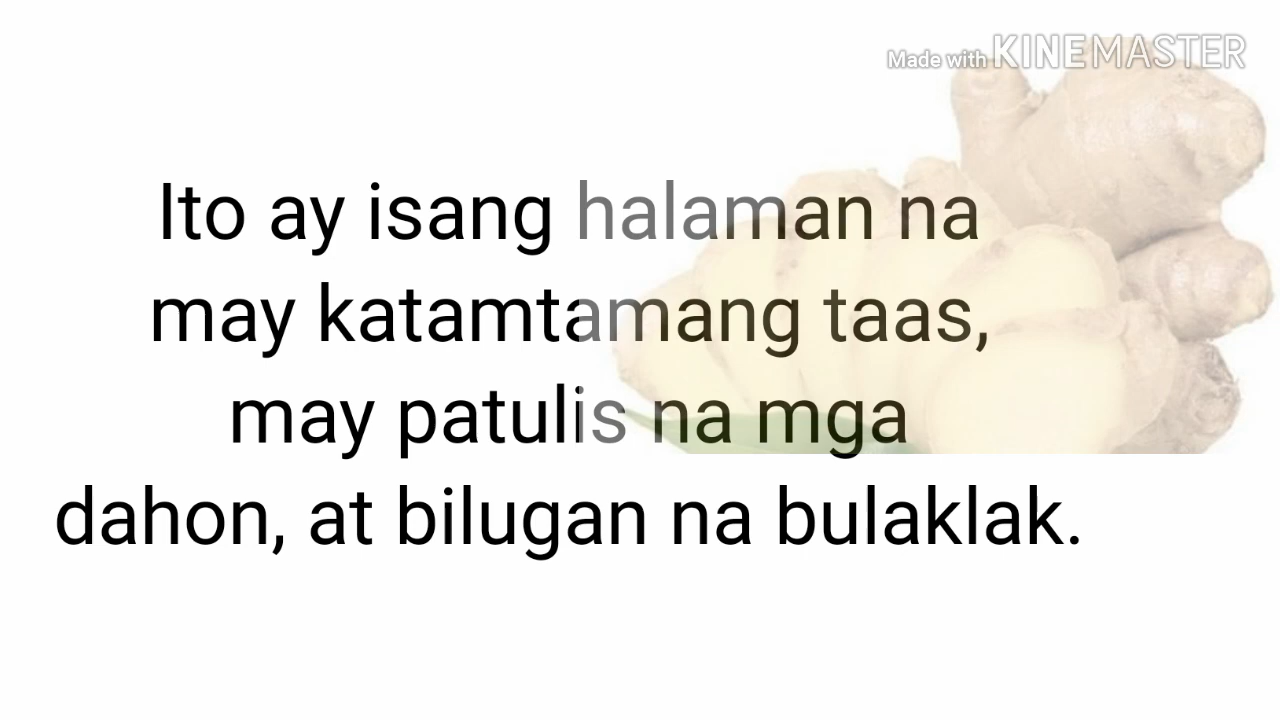 Made with KINEMASTER
Ito ay isang halaman na
may katamtamang taas,
may patulis na mga
dahon, at bilugan na bulaklak.